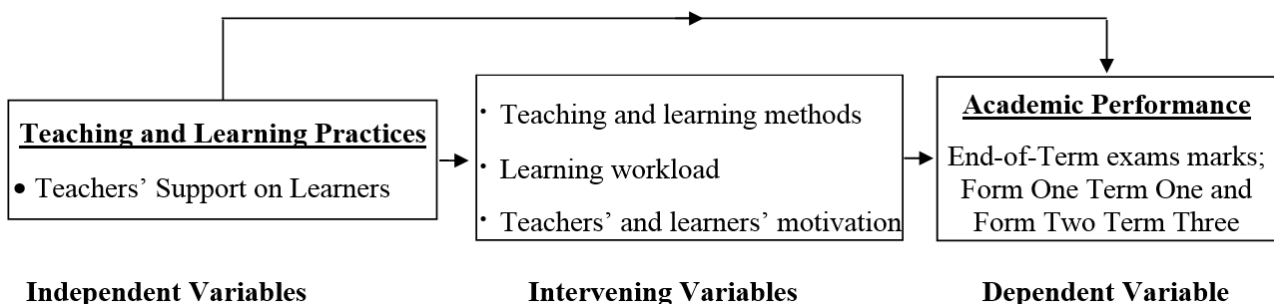 Teaching and Learning Practices
• Teachers’ Support on Learners
· Teaching and learning methods
· Learning workload
· Teachers’ and learners’ motivation
Academic Performance
End-of-Term exams marks;
Form One Term One and
Form Two Term Three
Independent Variables
Intervening Variables
Dependent Variable